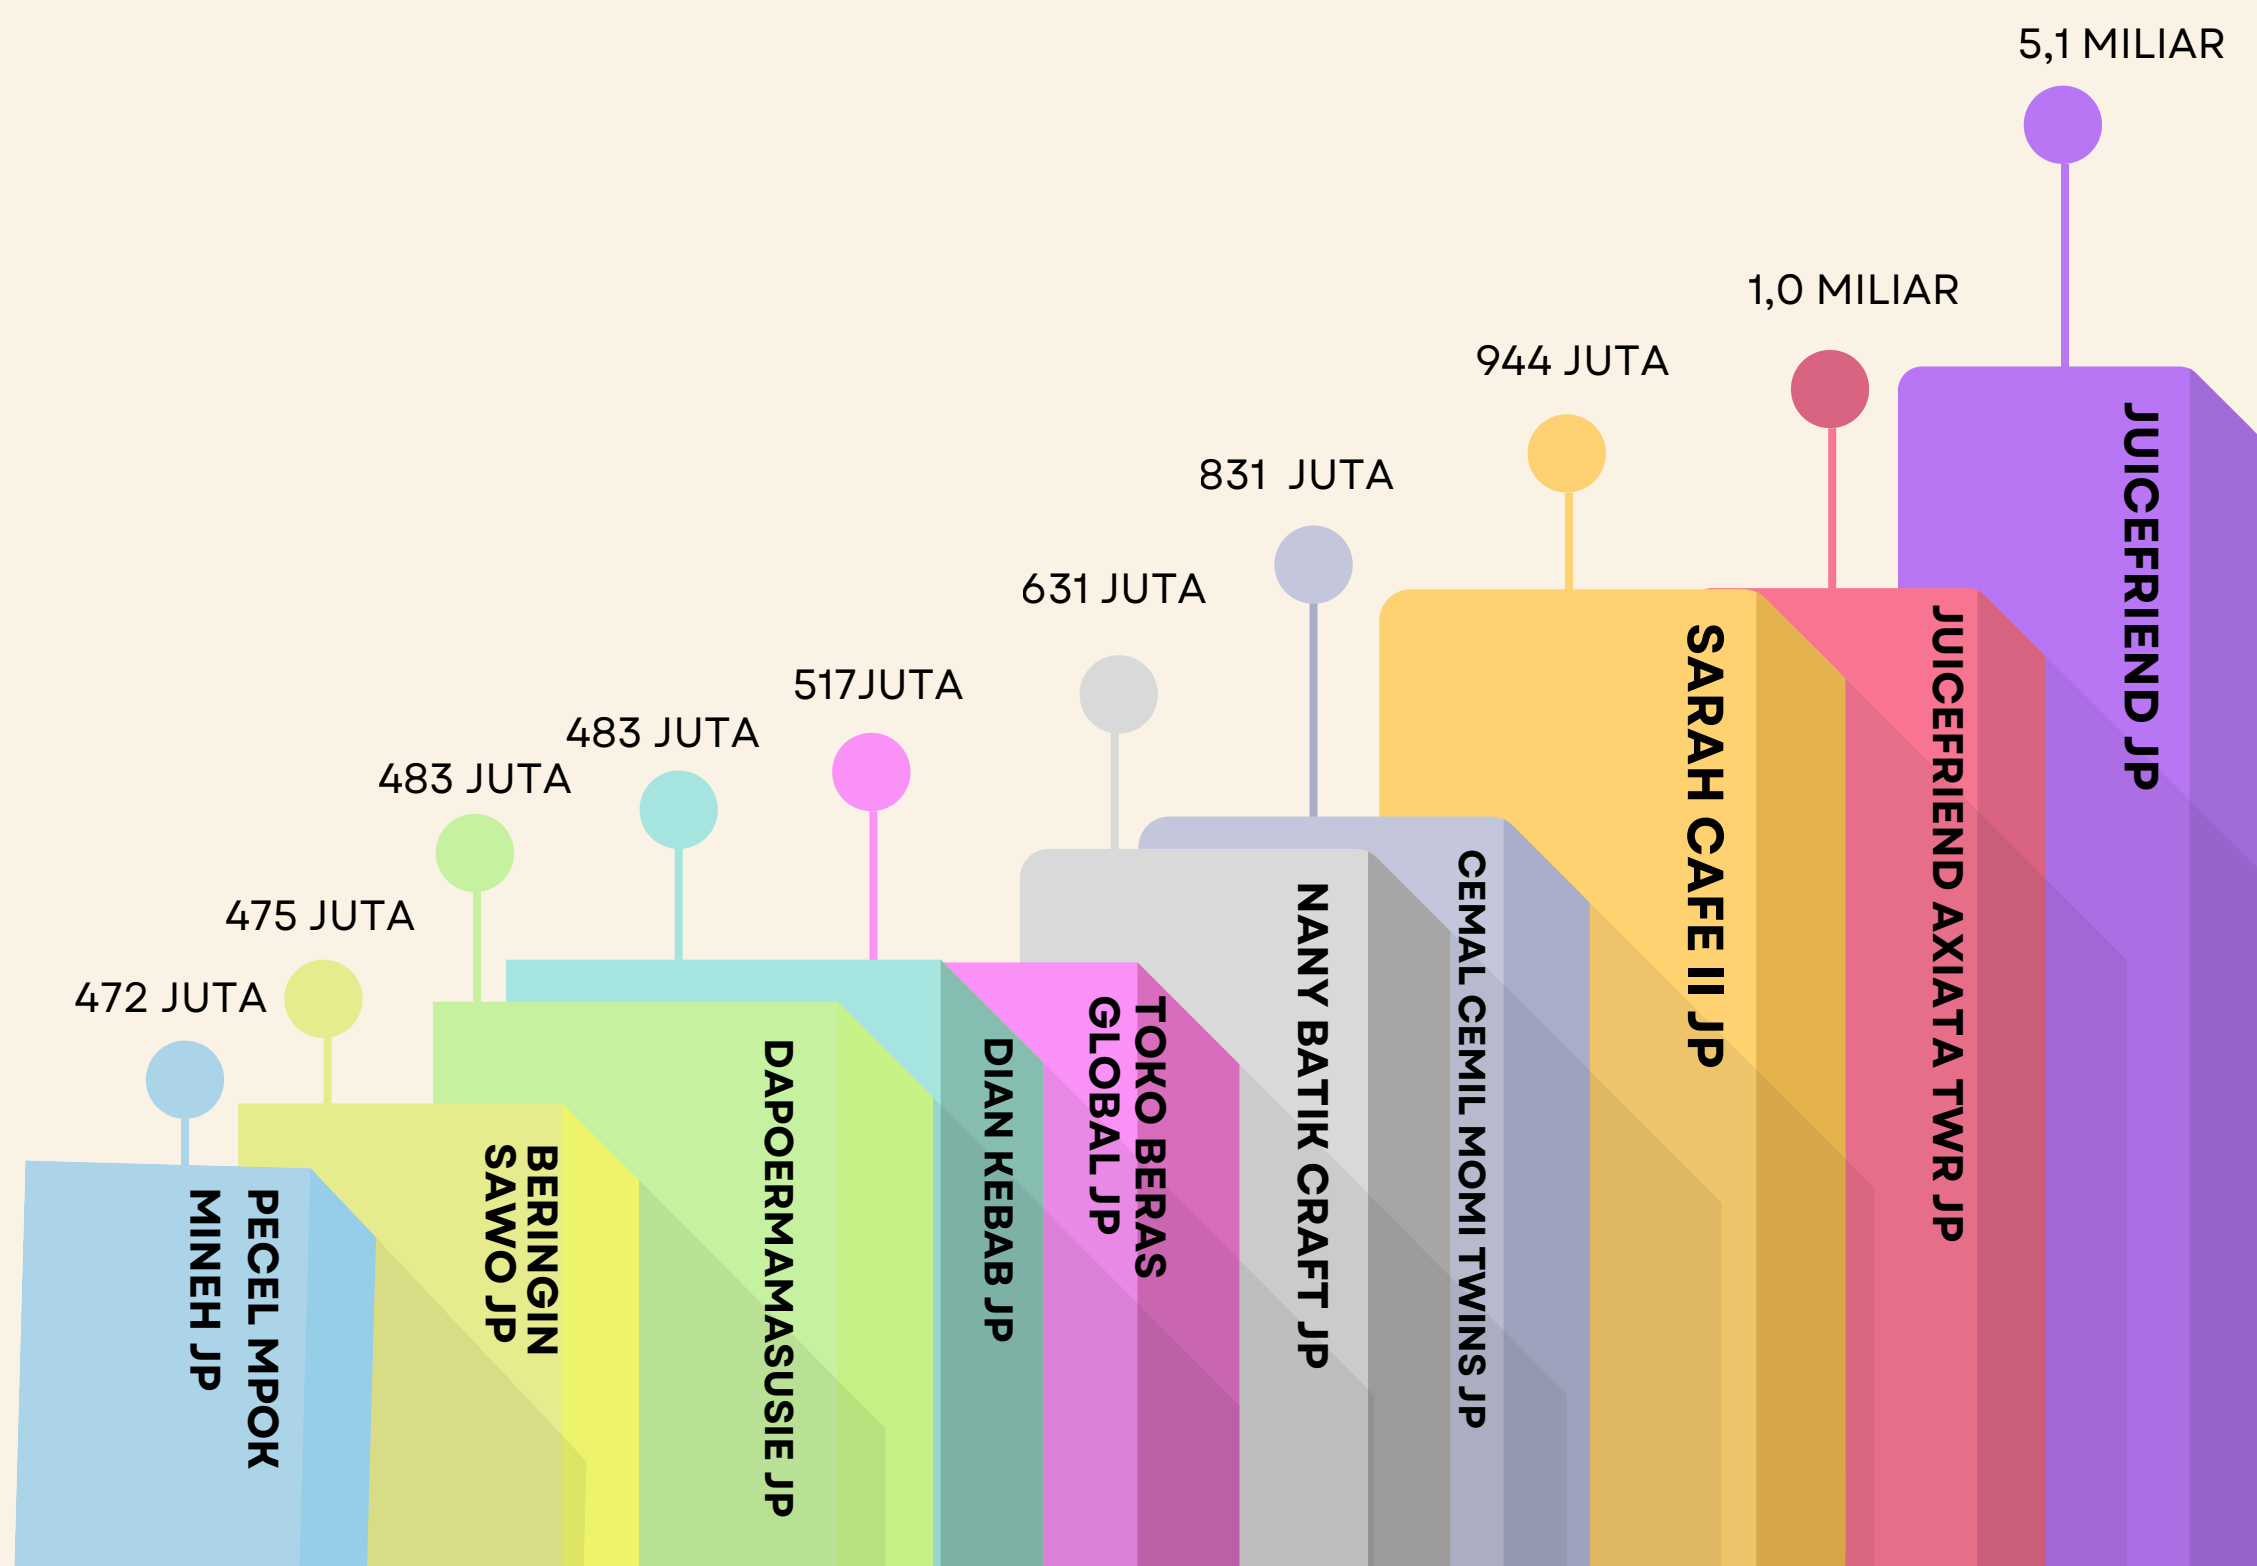 5,1 MILIAR
1,0 MILIAR
944 JUTA
831 JUTA
631 JUTA
517JUTA
483 JUTA
483 JUTA
475 JUTA
472 JUTA
PECEL MPOK
MINEH JP
BERINGIN
SAWO JP
DAPOERMAMAMASUSIE JP
DIAN KEBAB JP
TOKO BERAS
GLOBAL JP
NANY BATIK CRAFT JP
CEMAL CEMIL MOMI TWINS JP
SARAH CAFE III JP
JUICEFRIEND AXIATA TWR JP
JUICEFRIEND JP